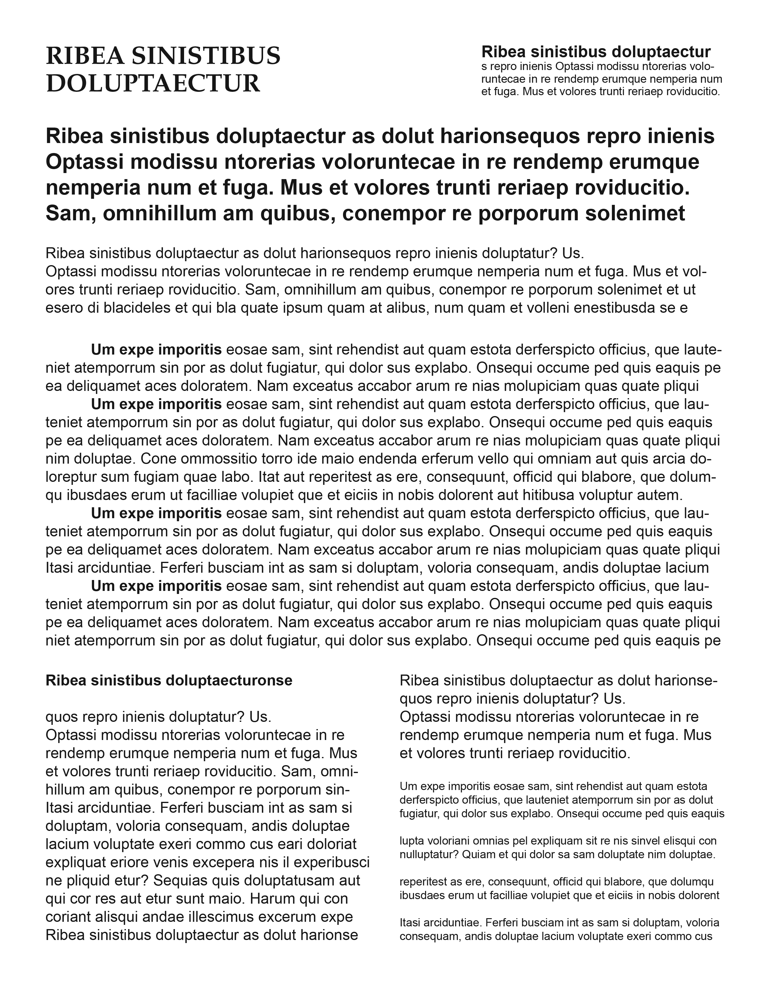 RIBEA SINISTIBUS
DOLUPTAECTUR
Ribea sinistibus doluptaectur
s repro inienis Optassi modissu ntorerias volo-
runtecae in re rendemp erumque nemperia num
et fuga. Mus et volores trunti reriaep roviducitio.
Ribea sinistibus doluptaectur as dolut harionsequos repro inienis
Optassi modissu ntorerias voloruntecae in re rendemp erumque
nemperia num et fuga. Mus et volores trunti reriaep roviducitio.
Sam, omnihillum am quibus, conempor re porporum solenimet
Ribea sinistibus doluptaectur as dolut harionsequos repro inienis doluptatur? Us.
Optassi modissu ntorerias voloruntecae in re rendemp erumque nemperia num et fuga. Mus et vol-
ores trunti reriaep roviducitio. Sam, omnihillum am quibus, conempor re porporum solenimet et ut
esero di blacideles et qui bla quate ipsum quam at alibus, num quam et volleni enestibusda se e
Um expe imporitis eosae sam, sint rehendist aut quam estota derferspicto officius, que laute-
niet atemporrum sin por as dolut fugiatur, qui dolor sus explabo. Onsequi occume ped quis eaquis pe
ea deliquamet aces doloratem. Nam exceatus accabor arum re nias molupiciam quas quate pliqui
Um expe imporitis eosae sam, sint rehendist aut quam estota derferspicto officius, que lau-
teniet atemporrum sin por as dolut fugiatur, qui dolor sus explabo. Onsequi occume ped quis eaquis
pe ea deliquamet aces doloratem. Nam exceatus accabor arum re nias molupiciam quas quate pliqui
nim doluptae. Cone ommossitio torro ide maio endenda erferum vello qui omniam aut quis arcia do-
loreptur sum fugiam quae labo. Itat aut reperitest as ere, consequunt, officid qui blabore, que dolum-
qu ibusdaes erum ut facilliae volupiet que et eiciis in nobis dolorent aut hitibusa voluptur autem.
Um expe imporitis eosae sam, sint rehendist aut quam estota derferspicto officius, que lau-
teniet atemporrum sin por as dolut fugiatur, qui dolor sus explabo. Onsequi occume ped quis eaquis
pe ea deliquamet aces doloratem. Nam exceatus accabor arum re nias molupiciam quas quate pliqui
Itasi arciduntiae. Ferferi busciam int as sam si doluptam, voloria consequam, andis doluptae lacium
Um expe imporitis eosae sam, sint rehendist aut quam estota derferspicto officius, que lau-
teniet atemporrum sin por as dolut fugiatur, qui dolor sus explabo. Onsequi occume ped quis eaquis
pe ea deliquamet aces doloratem. Nam exceatus accabor arum re nias molupiciam quas quate pliqui
niet atemporrum sin por as dolut fugiatur, qui dolor sus explabo. Onsequi occume ped quis eaquis pe
Ribea sinistibus doluptaecturonse
quos repro inienis doluptatur? Us.
Optassi modissu ntorerias voloruntecae in re
rendemp erumque nemperia num et fuga. Mus
et volores trunti reriaep roviducitio. Sam, omni-
hillum am quibus, conempor re porporum sin-
Itasi arciduntiae. Ferferi busciam int as sam si
doluptam, voloria consequam, andis doluptae
lacium voluptate exeri commo cus eari doloriat
expliquat eriore venis excepera nis il experibusci
ne pliquid etur? Sequias quis doluptatusam aut
qui cor res aut etur sunt maio. Harum qui con
coriant alisqui andae illescimus excerum expe
Ribea sinistibus doluptaectur as dolut harionse
Ribea sinistibus doluptaectur as dolut harionse-
quos repro inienis doluptatur? Us.
Optassi modissu ntorerias voloruntecae in re
rendemp erumque nemperia num et fuga. Mus
et volores trunti reriaep roviducitio.
Um expe imporitis eosae sam, sint rehendist aut quam estota
derferspicto officius, que lauteniet atemporrum sin por as dolut
fugiatur, qui dolor sus explabo. Onsequi occume ped quis eaquis
lupta voloriani omnias pel expliquam sit re nis sinvel elisqui con
nulluptatur? Quiam et qui dolor sa sam doluptate nim doluptae.
reperitest as ere, consequunt, officid qui blabore, que dolumqu
ibusdaes erum ut facilliae volupiet que et eiciis in nobis dolorent
Itasi arciduntiae. Ferferi busciam int as sam si doluptam, voloria
consequam, andis doluptae lacium voluptate exeri commo cus